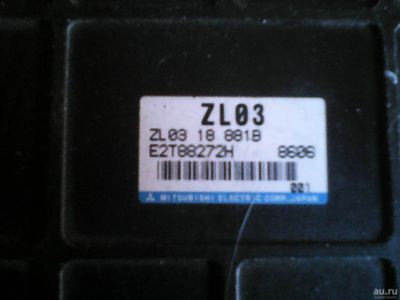 ZL03
ZL03 18 881B
E2T88272H 8606
001
MITSUBISHI ELECTRIC CORP. JAPAN
au.ru